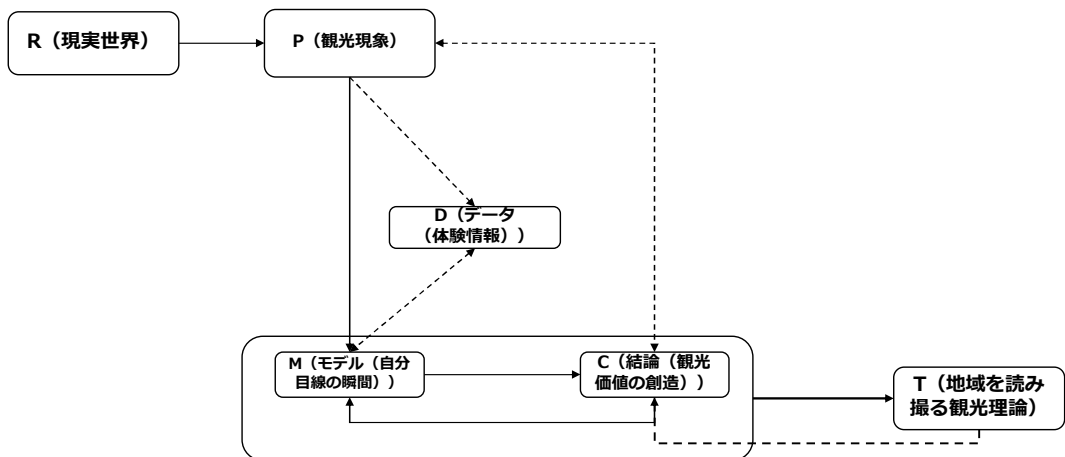 R（現実世界）
P（観光現象）
D（データ
（体験情報））
M（モデル（自分
目線の瞬間））
C（結論（観光
価値の創造））
T（地域を読み
撮る観光理論）